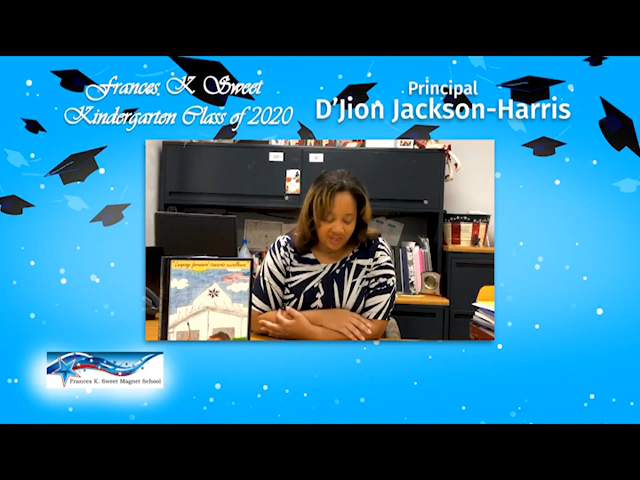 Frances K Sweet
Kindergarten Class of 2020
Principal
D'Jion Jackson-Harris
Frances K. Sweet Magnet School